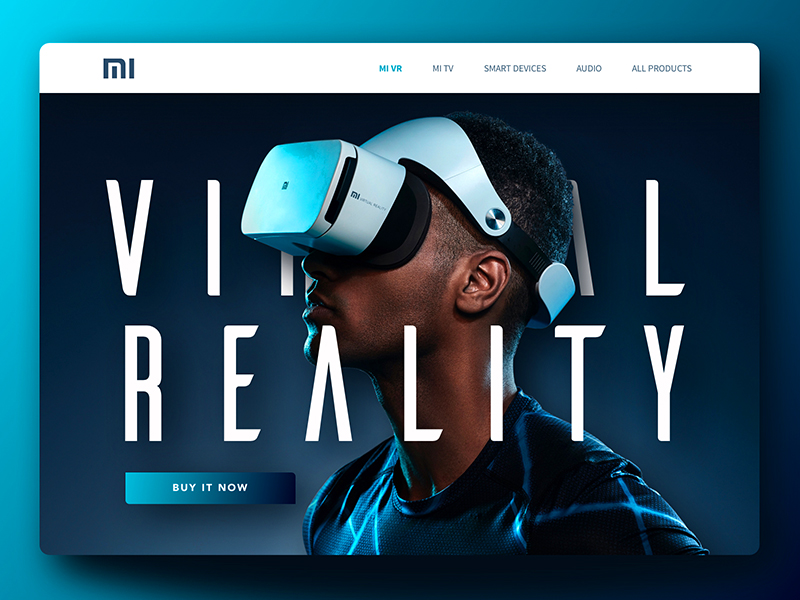 MI
MI VR MI TV SMART DEVICES AUDIO ALL PRODUCTS
MI
MI VIRTUAL REALITY
VI AL
REALITY
BUY IT NOW